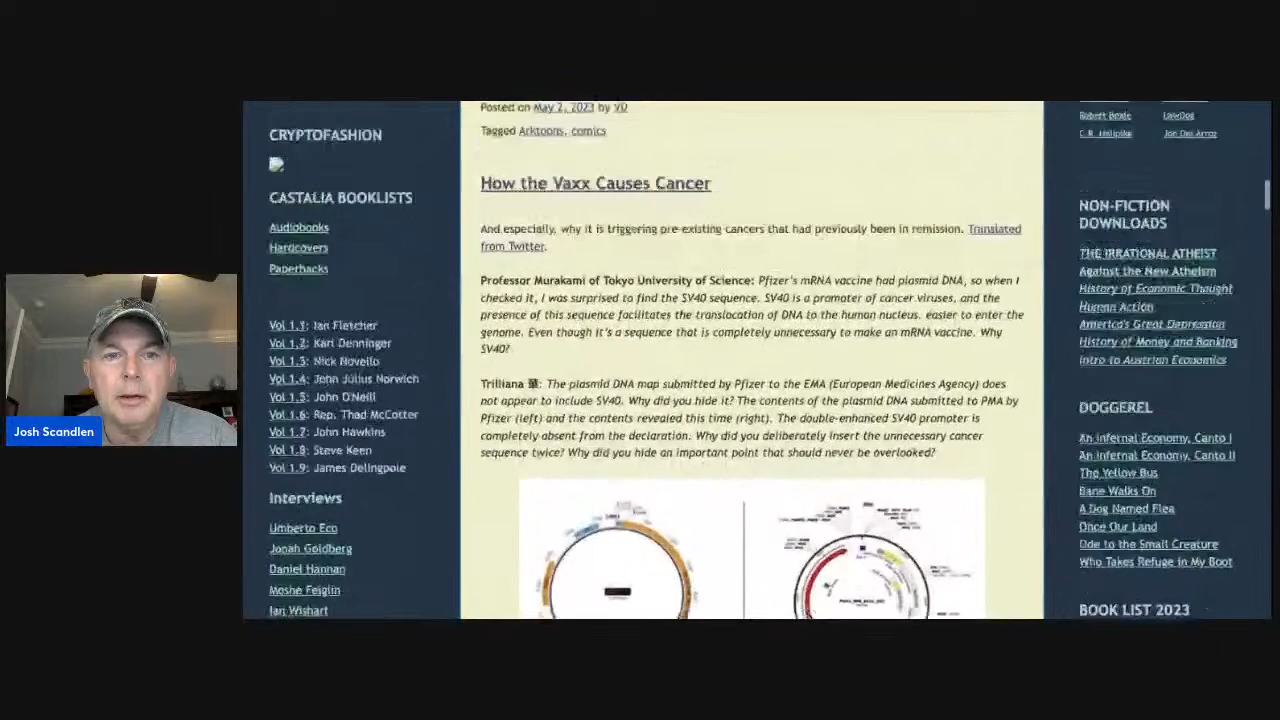 Josh Scandlen
CRYPTOFASHION
CASTALIA BOOKLISTS
Audiobooks
Hardcovers
Paperbacks
Vol 1.1: Ian Fletcher
Vol 1.2: Karl Denninger
Vol 1.3: Nick Novello
Vol 1.4: John Julius Norwich
Vol 1.5: John O'Neill
Vol 1.6: Rep. Thad McCotter
Vol 1.7: John Hawkins
Vol 1.8: Steve Keen
Vol 1.9: James Delingpole
Interviews
Umberto Eco
Jonah Goldberg
Daniel Hannan
Moshe Feiglin
Ian Wishart
Posted on May 2, 2023 by VD
Tagged Arktoons, comics
How the Vaxx Causes Cancer
And especially, why it is triggering pre-existing cancers that had previously been in remission. Translated
from Twitter.
Professor Murakami of Tokyo University of Science: Pfizer's mRNA vaccine had plasmid DNA, so when I
checked it, I was surprised to find the SV40 sequence. SV40 is a promoter of cancer viruses, and the
presence of this sequence facilitates the translocation of DNA to the human nucleus. easier to enter the
genome. Even though it's a sequence that is completely unnecessary to make an mRNA vaccine. Why
SV40?
Trilliana 華: The plasmid DNA map submitted by Pfizer to the EMA (European Medicines Agency) does
not appear to include SV40. Why did you hide it? The contents of the plasmid DNA submitted to PMA by
Pfizer (left) and the contents revealed this time (right). The double-enhanced SV40 promoter is
completely absent from the declaration. Why did you deliberately insert the unnecessary cancer
sequence twice? Why did you hide an important point that should never be overlooked?
Robert Beale LawDog
C.R. Hallpike Jon Del Arroz
NON-FICTION
DOWNLOADS
THE IRRATIONAL ATHEIST
Against the New Atheism
History of Economic Thought
Human Action
America's Great Depression
History of Money and Banking
Intro to Austrian Economics
DOGGEREL
An Infernal Economy, Canto I
An Infernal Economy, Canto II
The Yellow Bus
Bane Walks On
A Dog Named Flea
Once Our Land
Ode to the Small Creature
Who Takes Refuge in My Boot
BOOK LIST 2023